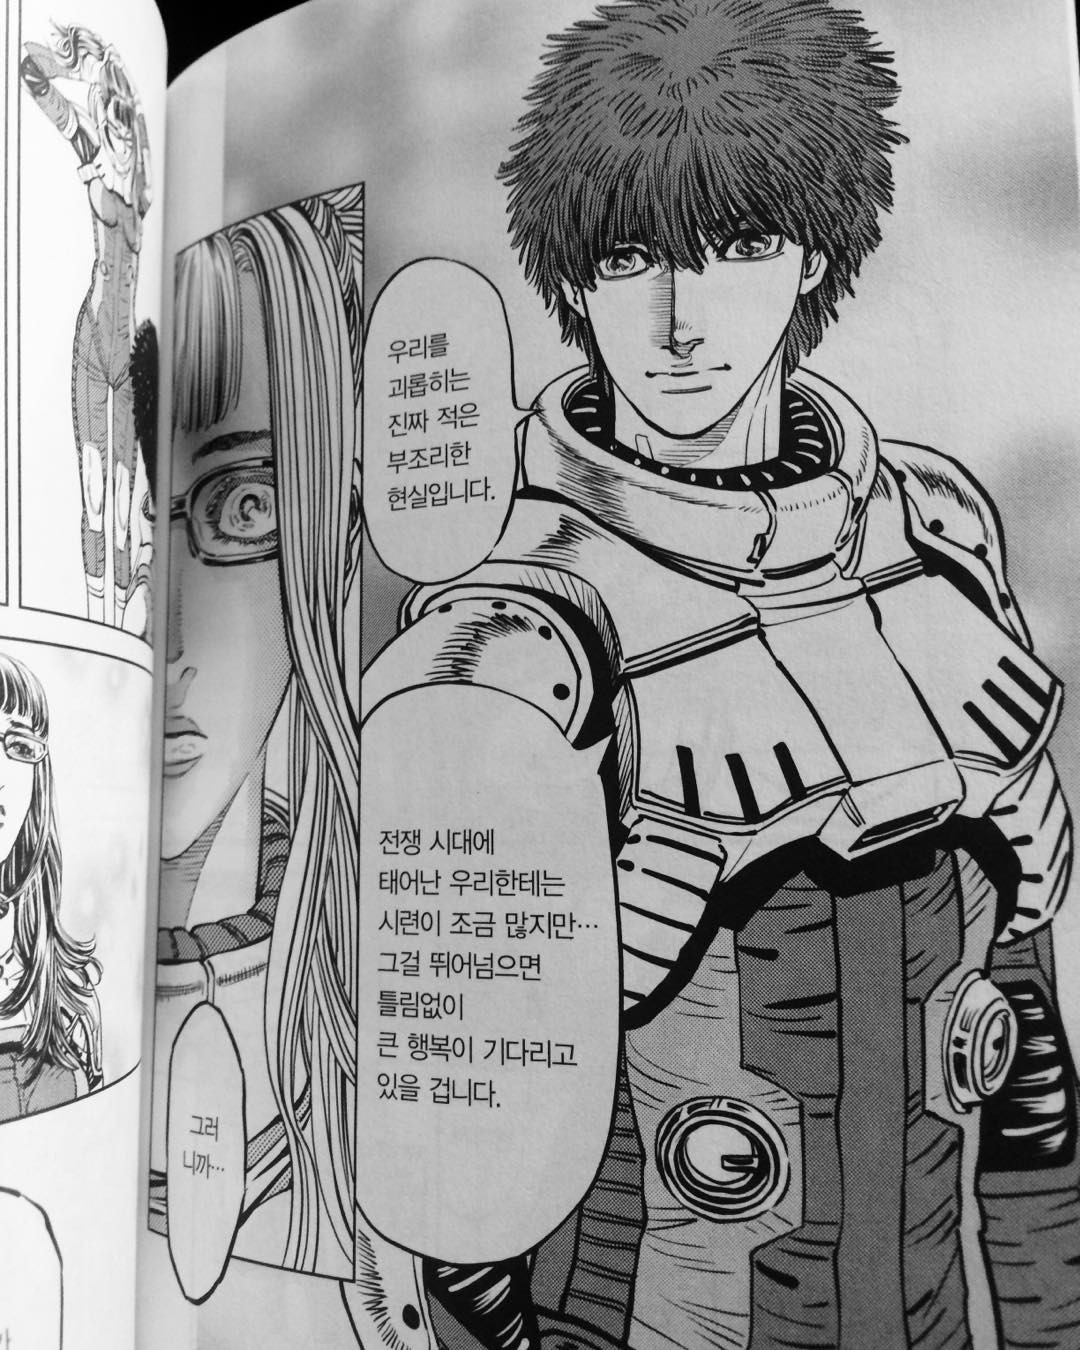 우리를
괴롭히는
진짜 적은
부조리한
현실입니다.
전쟁 시대에
태어난 우리한테는
시련이 조금 많지만…
그걸 뛰어넘으면
틀림없이
큰 행복이 기다리고
있을 겁니다.
그러
니까…